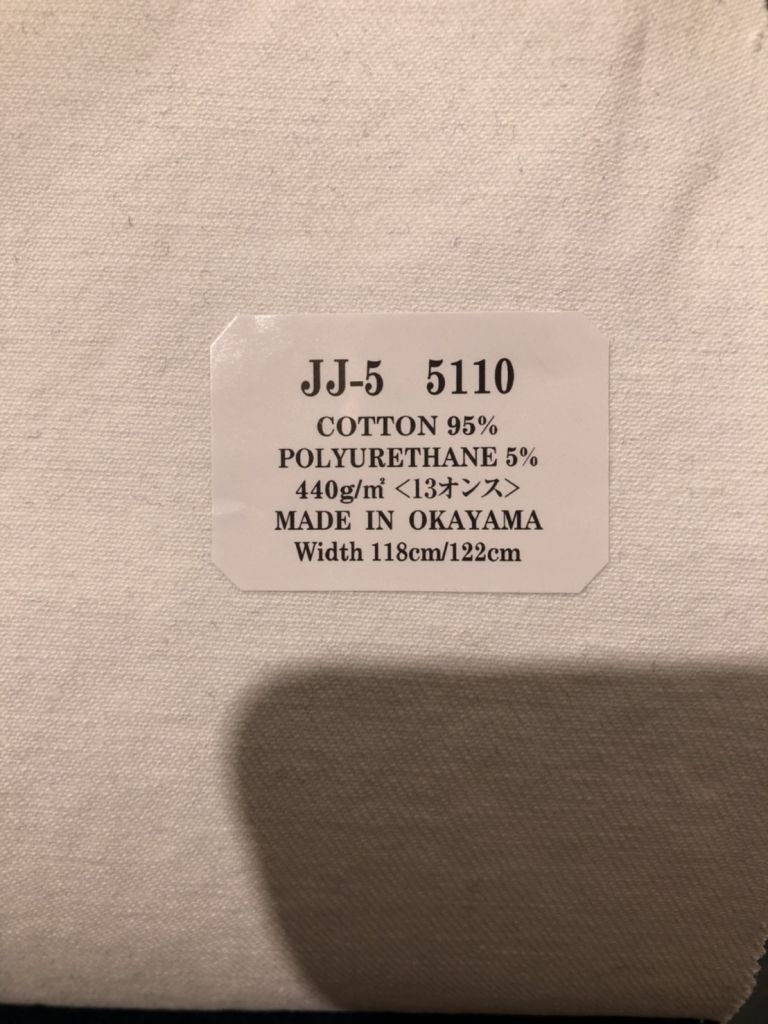 JJ-5 5110
COTTON 95%
POLYURETHANE 5%
440g/㎡ <13オンス>
MADE IN OKAYAMA
Width 118cm/122cm